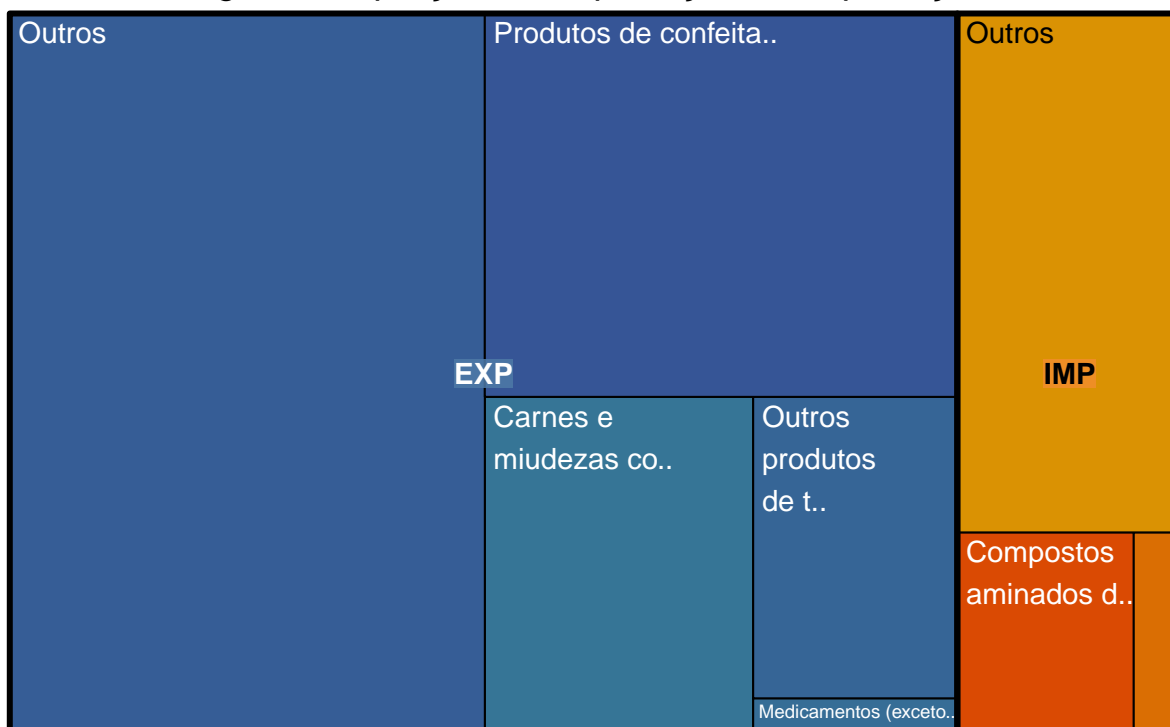 Outros
Produtos de confeita..
Outros
EXP
IMP
Carnes e
miudezas co..
Outros
produtos
de t..
Compostos
aminados d..
Medicamentos (exceto..